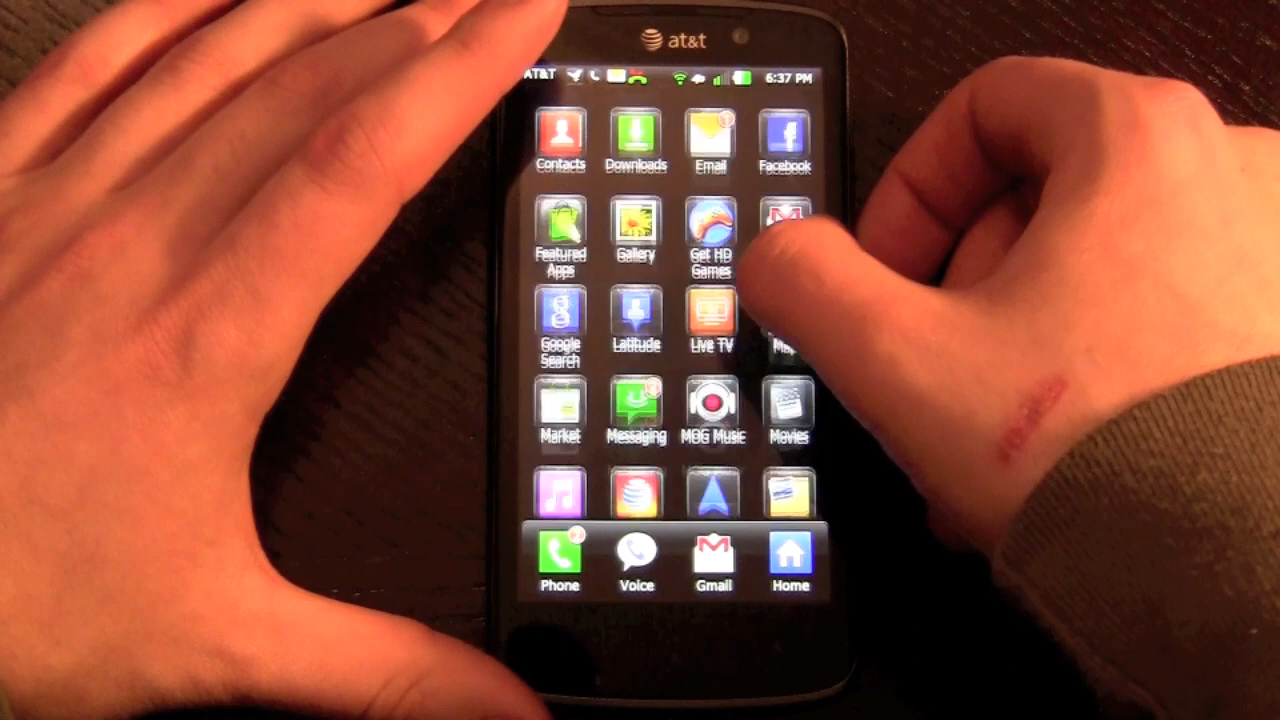 at&t
AT&T 6:37 PM
Contacts Downloads Email Facebook
Featured Apps Gallery Get HD Games
Google Search Latitude Live TV
Market Messaging MOG Music Movies
Phone Voice Gmail Home